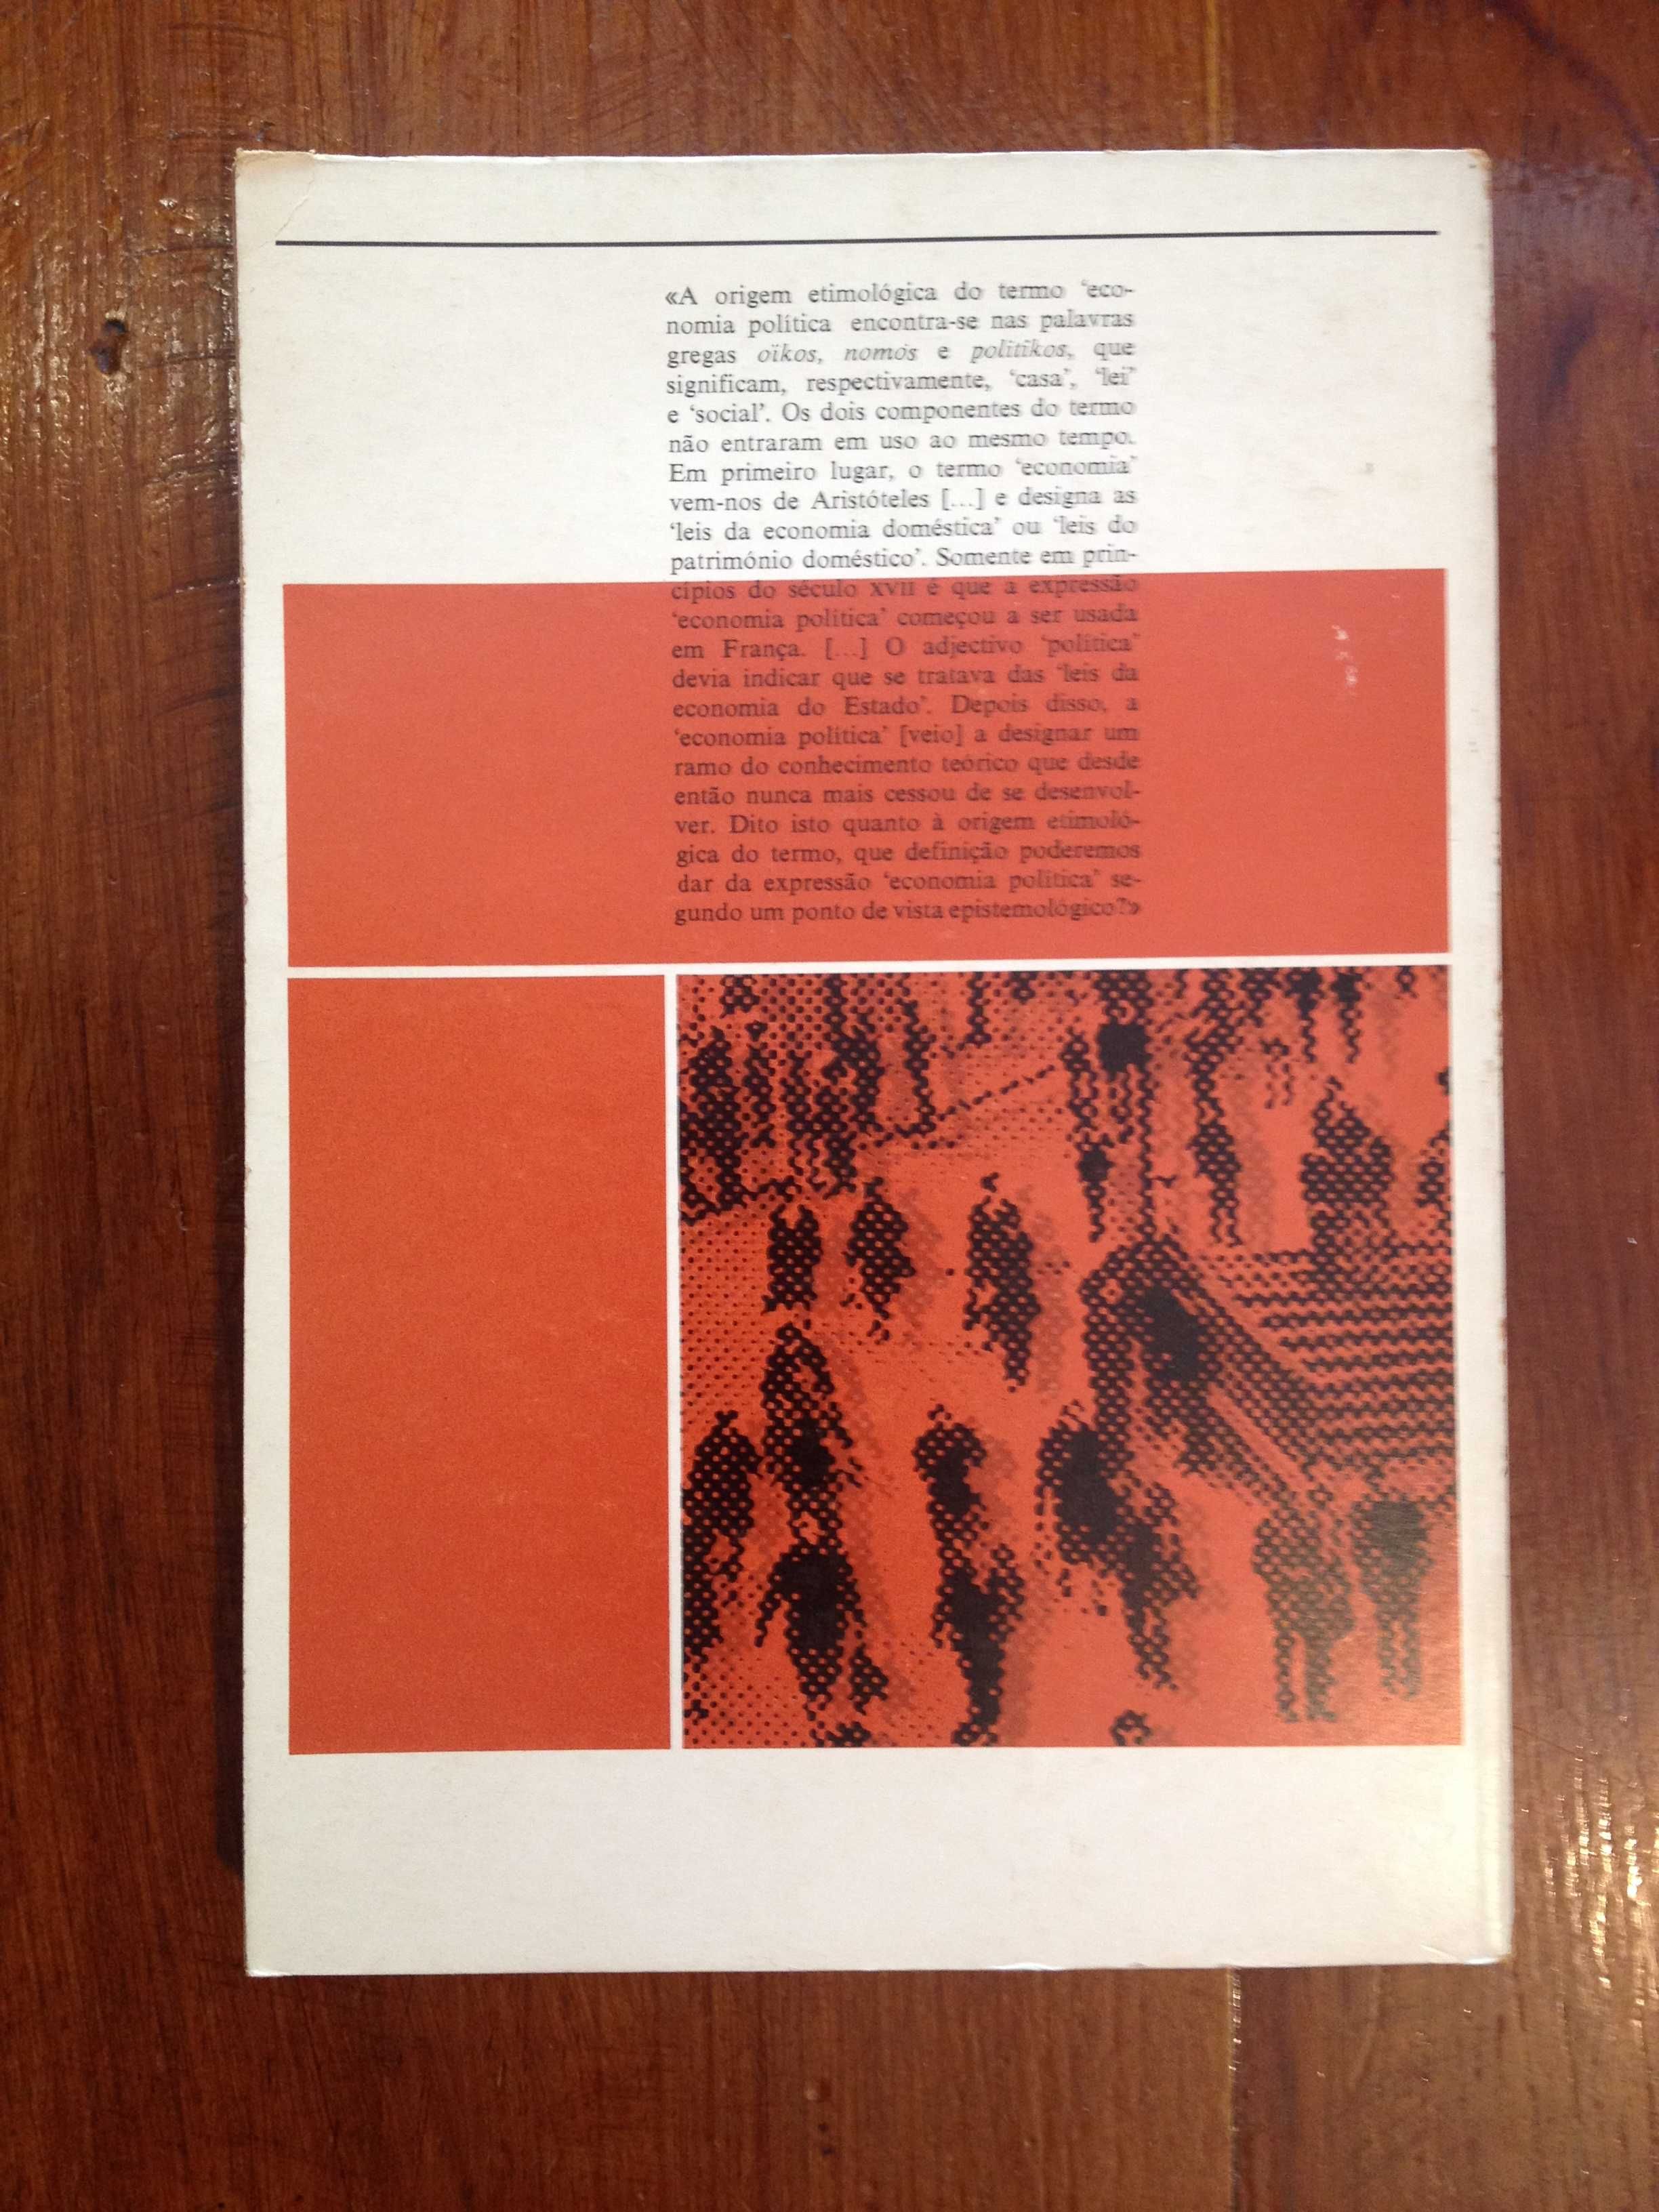 «A origem etimológica do termo ‘eco-
nomia política encontra-se nas palavras
gregas oïkos, nomós e politikos, que
significam, respectivamente, ‘casa’, ‘lei’
e ‘social’. Os dois componentes do termo
não entraram em uso ao mesmo tempo.
Em primeiro lugar, o termo ‘economia’
vem-nos de Aristóteles [...] e designa as
‘leis da economia doméstica’ ou ‘leis do
património doméstico’. Somente em prin-
cípios do século XVII é que a expressão
‘economia política’ começou a ser usada
em França. [...] O adjectivo ‘política’
devia indicar que se tratava das ‘leis da
economia do Estado’. Depois disso, a
‘economia política’ [veio] a designar um
ramo do conhecimento teórico que desde
então nunca mais cessou de se desenvol-
ver. Dito isto quanto à origem etimoló-
gica do termo, que definição poderemos
dar da expressão ‘economia política’ se-
gundo um ponto de vista epistemológico?»